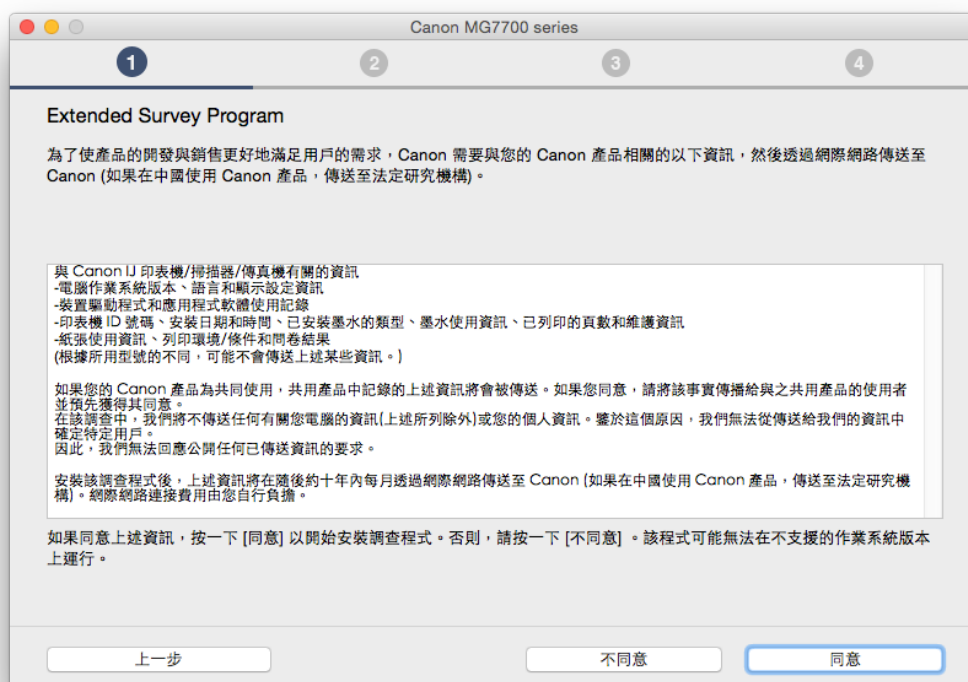 Canon MG7700 series
1
2
3
4
Extended Survey Program
為了使產品的開發與銷售更好地滿足用戶的需求，Canon 需要與您的 Canon 產品相關的以下資訊，然後透過網際網路傳送至
Canon (如果在中國使用 Canon 產品，傳送至法定研究機構)。
與 Canon IJ 印表機/掃描器/傳真機有關的資訊
-電腦作業系統版本、語言和顯示設定資訊
-裝置驅動程式和應用程式軟體使用記錄
-印表機 ID 號碼、安裝日期和時間、已安裝墨水的類型、墨水使用資訊、已列印的頁數和維護資訊
-紙張使用資訊、列印環境/條件和問卷結果
(根據所用型號的不同，可能不會傳送上述某些資訊。)
如果您的 Canon 產品為共同使用，共用產品中記錄的上述資訊將會被傳送。如果您同意，請將該事實傳播給與之共用產品的使用者
並預先獲得其同意。
在該調查中，我們將不傳送任何有關您電腦的資訊(上述所列除外)或您的個人資訊。鑒於這個原因，我們無法從傳送給我們的資訊中
確定特定用戶。
因此，我們無法回應公開任何已傳送資訊的要求。
安裝該調查程式後，上述資訊將在隨後約十年內每月透過網際網路傳送至 Canon (如果在中國使用 Canon 產品，傳送至法定研究機
構)。網際網路連接費用由您自行負擔。
如果同意上述資訊，按一下 [同意] 以開始安裝調查程式。否則，請按一下 [不同意] 。該程式可能無法在不支援的作業系統版本
上運行。
上一步
不同意
同意